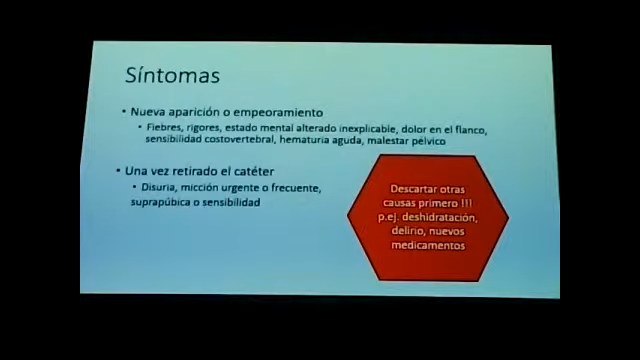 Síntomas
• Nueva aparición o empeoramiento
• Fiebres, rigores, estado mental alterado inexplicable, dolor en el flanco,
sensibilidad costovertebral, hematuria aguda, malestar pélvico
• Una vez retirado el catéter
• Disuria, micción urgente o frecuente,
suprapúbica o sensibilidad
Descartar otras
causas primero !!!
p.ej. deshidratación,
delirio, nuevos
medicamentos